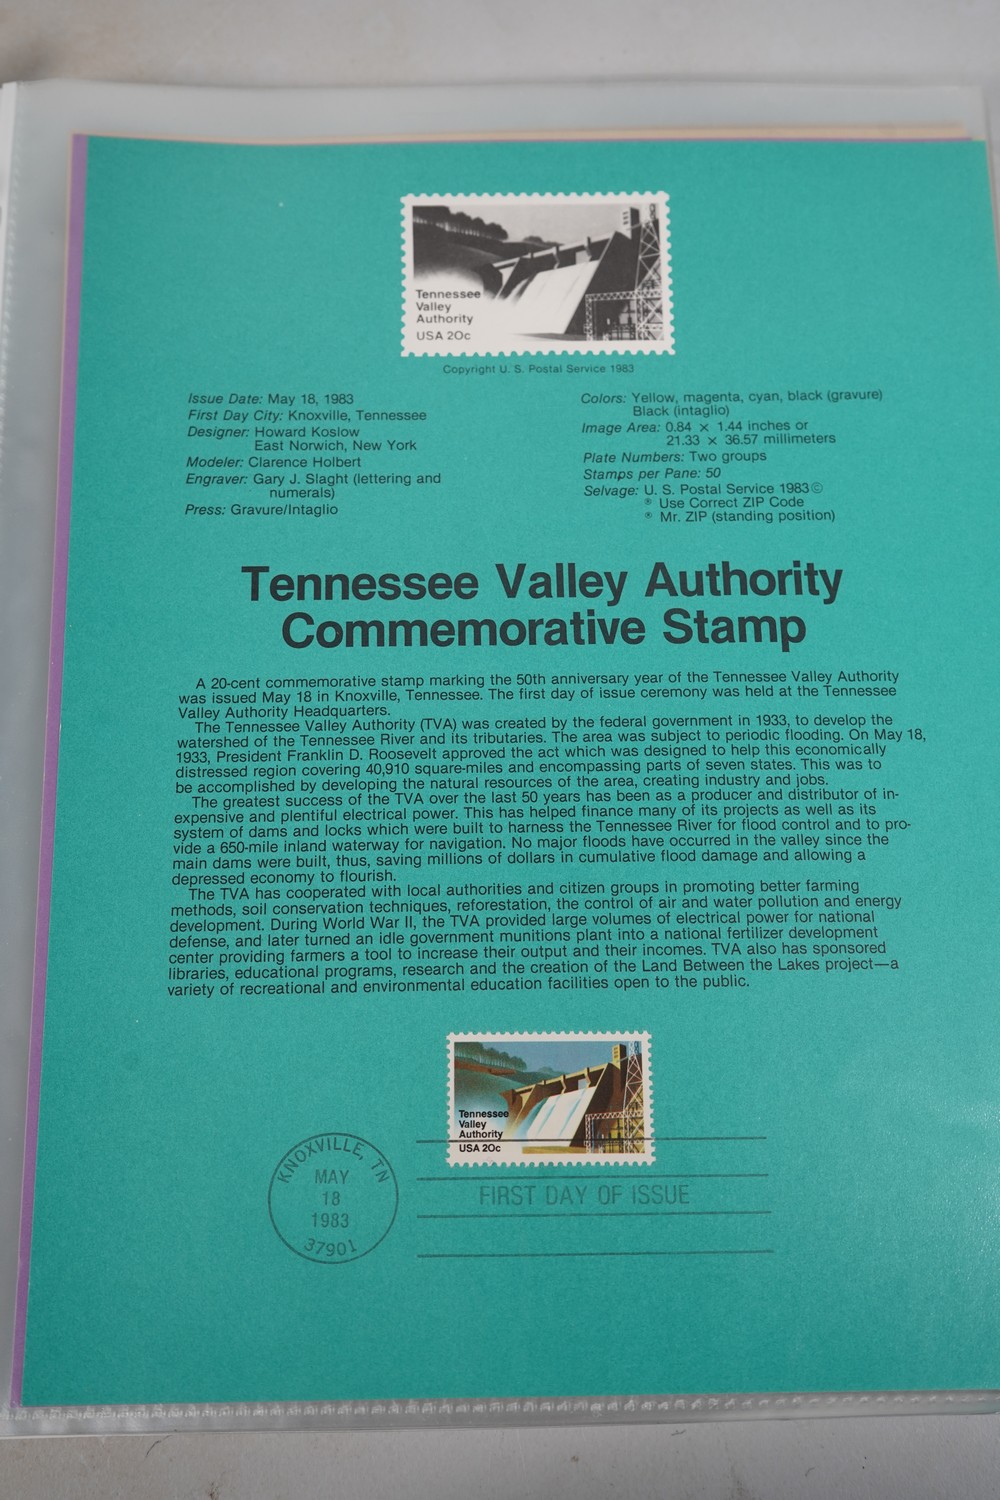 Tennessee
Valley
Authority
USA 20c
Copyright U. S. Postal Service 1983
Issue Date: May 18, 1983
First Day City: Knoxville, Tennessee
Designer: Howard Koslow
East Norwich, New York
Modeler: Clarence Holbert
Engraver: Gary J. Slaght (lettering and
numerals)
Press: Gravure/Intaglio
Colors: Yellow, magenta, cyan, black (gravure)
Black (intaglio)
Image Area: 0.84 × 1.44 inches or
21.33 × 36.57 millimeters
Plate Numbers: Two groups
Stamps per Pane: 50
Selvage: U. S. Postal Service 1983©
® Use Correct ZIP Code
® Mr. ZIP (standing position)
Tennessee Valley Authority
Commemorative Stamp
A 20-cent commemorative stamp marking the 50th anniversary year of the Tennessee Valley Authority
was issued May 18 in Knoxville, Tennessee. The first day of issue ceremony was held at the Tennessee
Valley Authority Headquarters.
The Tennessee Valley Authority (TVA) was created by the federal government in 1933, to develop the
watershed of the Tennessee River and its tributaries. The area was subject to periodic flooding. On May 18,
1933, President Franklin D. Roosevelt approved the act which was designed to help this economically
distressed region covering 40,910 square-miles and encompassing parts of seven states. This was to
be accomplished by developing the natural resources of the area, creating industry and jobs.
The greatest success of the TVA over the last 50 years has been as a producer and distributor of in-
expensive and plentiful electrical power. This has helped finance many of its projects as well as its
system of dams and locks which were built to harness the Tennessee River for flood control and to pro-
vide a 650-mile inland waterway for navigation. No major floods have occurred in the valley since the
main dams were built, thus, saving millions of dollars in cumulative flood damage and allowing a
depressed economy to flourish.
The TVA has cooperated with local authorities and citizen groups in promoting better farming
methods, soil conservation techniques, reforestation, the control of air and water pollution and energy
development. During World War II, the TVA provided large volumes of electrical power for national
defense, and later turned an idle government munitions plant into a national fertilizer development
center providing farmers a tool to increase their output and their incomes. TVA also has sponsored
libraries, educational programs, research and the creation of the Land Between the Lakes project—a
variety of recreational and environmental education facilities open to the public.
Tennessee
Valley
Authority
USA 20c
KNOXVILLE, TN
MAY
18
1983
37901
FIRST DAY OF ISSUE